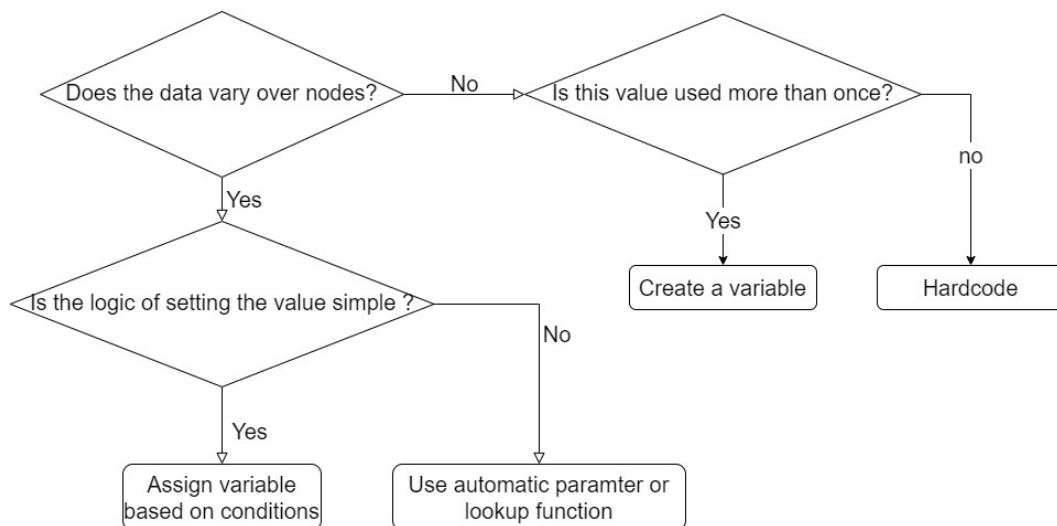 Does the data vary over nodes?
No
Is this value used more than once?
no
Yes
Yes
Create a variable
Hardcode
Is the logic of setting the value simple ?
No
Yes
Assign variable
based on conditions
Use automatic paramter or
lookup function